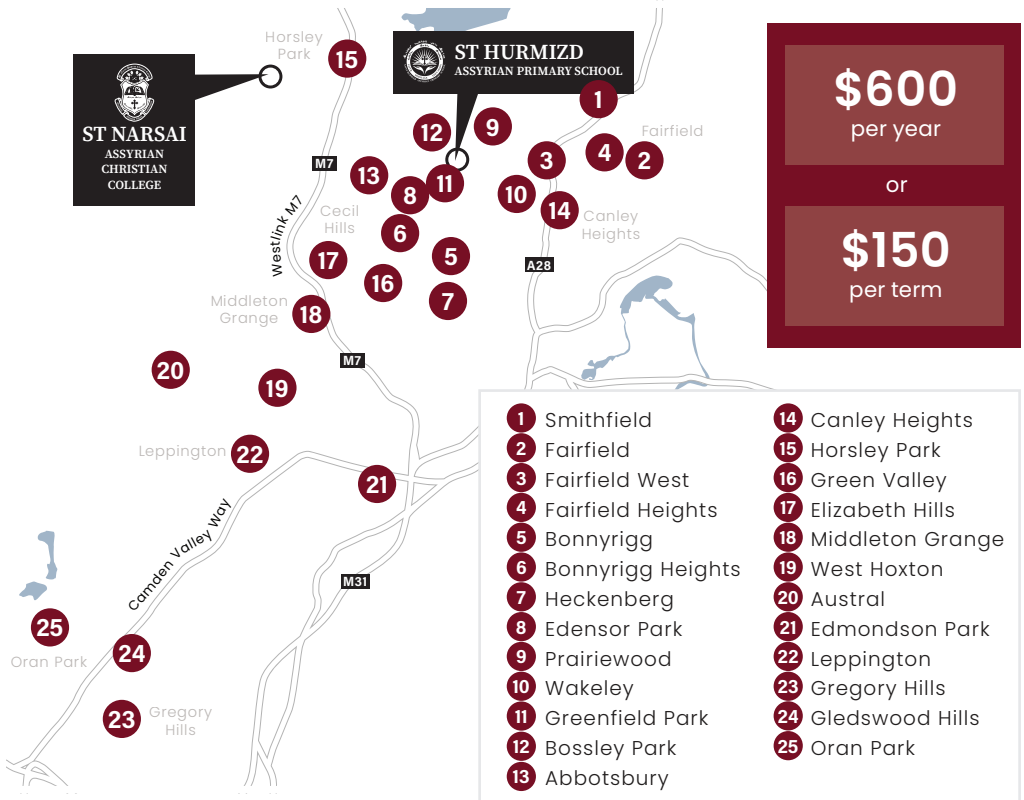 Horsley
Park
15
ST NARSAI
ASSYRIAN
CHRISTIAN
COLLEGE
ST HURMIZD
ASSYRIAN PRIMARY SCHOOL
1
12
9
Fairfield
4
2
3
M7
13
11
8
10
14
Cecil
Hills
Canley
Heights
6
Westlink M7
17
5
A28
16
7
Middleton
Grange
18
M7
20
19
Leppington
22
21
Camden Valley Way
M31
25
Oran Park
24
23
Gregory
Hills
$600
per year
or
$150
per term
1 Smithfield
2 Fairfield
3 Fairfield West
4 Fairfield Heights
5 Bonnyrigg
6 Bonnyrigg Heights
7 Heckenberg
8 Edensor Park
9 Prairiewood
10 Wakeley
11 Greenfield Park
12 Bossley Park
13 Abbotsbury
14 Canley Heights
15 Horsley Park
16 Green Valley
17 Elizabeth Hills
18 Middleton Grange
19 West Hoxton
20 Austral
21 Edmondson Park
22 Leppington
23 Gregory Hills
24 Gledswood Hills
25 Oran Park